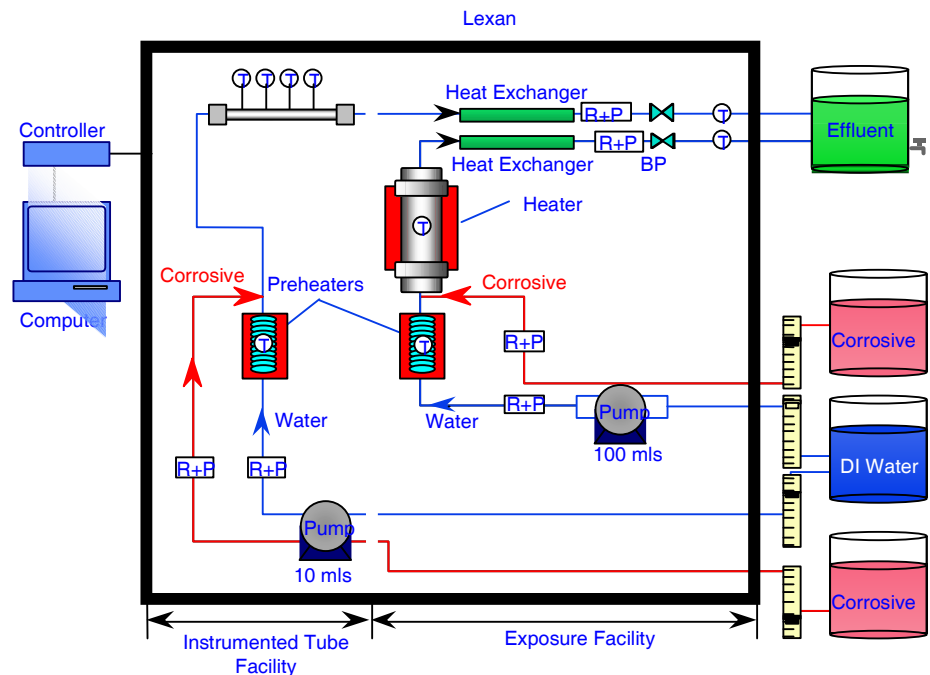 Lexan
T T T T
Controller
Heat Exchanger
R+P
T
Effluent
R+P
T
Heat Exchanger
BP
T
Heater
Corrosive
Preheaters
Corrosive
Computer
T
T
R+P
Corrosive
Water
Water
R+P
Pump
100 mls
DI Water
R+P
R+P
Pump
10 mls
Corrosive
Instrumented Tube
Facility
Exposure Facility